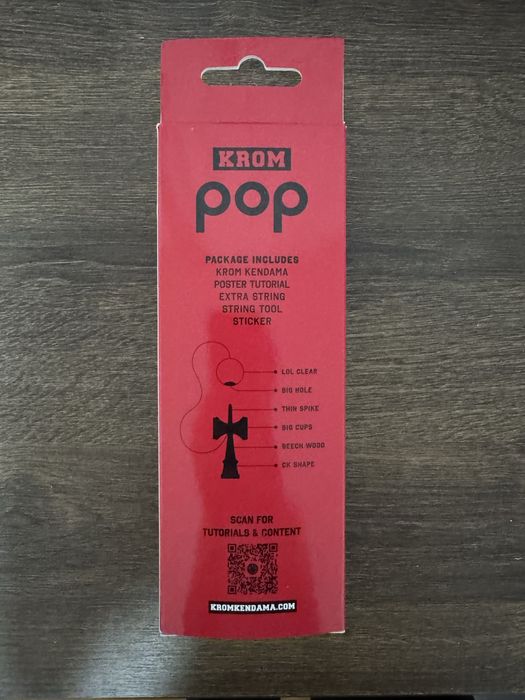 KROM
pop
PACKAGE INCLUDES
KROM KENDAMA
POSTER TUTORIAL
EXTRA STRING
STRING TOOL
STICKER
LOL CLEAR
BIG HOLE
THIN SPIKE
BIG CUPS
BEECH WOOD
CK SHAPE
SCAN FOR
TUTORIALS & CONTENT
KROMKENDAMA.COM